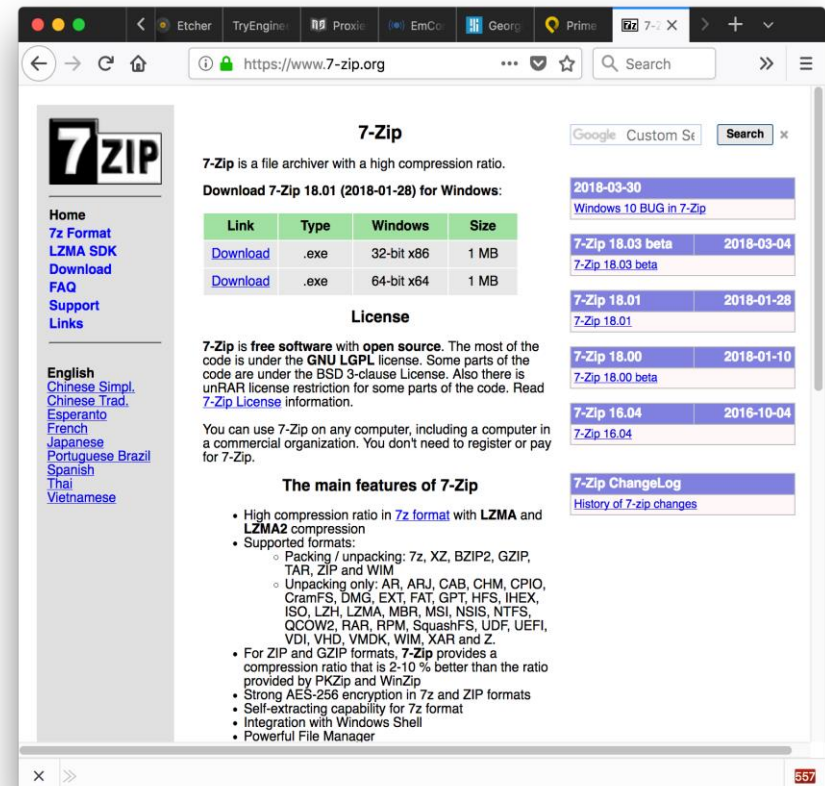 Etcher
TryEngine
Proxie
EmCo
Georg
Prime
7z 7-Z
https://www.7-zip.org
Search
7ZIP
Home
7z Format
LZMA SDK
Download
FAQ
Support
Links
English
Chinese Simpl.
Chinese Trad.
Esperanto
French
Japanese
Portuguese Brazil
Spanish
Thai
Vietnamese
7-Zip
7-Zip is a file archiver with a high compression ratio.
Download 7-Zip 18.01 (2018-01-28) for Windows:
Link Type Windows Size
Download .exe 32-bit x86 1 MB
Download .exe 64-bit x64 1 MB
License
7-Zip is free software with open source. The most of the
code is under the GNU LGPL license. Some parts of the
code are under the BSD 3-clause License. Also there is
unRAR license restriction for some parts of the code. Read
7-Zip License information.
You can use 7-Zip on any computer, including a computer in
a commercial organization. You don't need to register or pay
for 7-Zip.
The main features of 7-Zip
• High compression ratio in 7z format with LZMA and
LZMA2 compression
• Supported formats:
○ Packing / unpacking: 7z, XZ, BZIP2, GZIP,
TAR, ZIP and WIM
○ Unpacking only: AR, ARJ, CAB, CHM, CPIO,
CramFS, DMG, EXT, FAT, GPT, HFS, IHEX,
ISO, LZH, LZMA, MBR, MSI, NSIS, NTFS,
QCOW2, RAR, RPM, SquashFS, UDF, UEFI,
VDI, VHD, VMDK, WIM, XAR and Z.
• For ZIP and GZIP formats, 7-Zip provides a
compression ratio that is 2-10 % better than the ratio
provided by PKZip and WinZip
• Strong AES-256 encryption in 7z and ZIP formats
• Self-extracting capability for 7z format
• Integration with Windows Shell
• Powerful File Manager
Google Custom Se
Search ×
2018-03-30
Windows 10 BUG in 7-Zip
7-Zip 18.03 beta 2018-03-04
7-Zip 18.03 beta
7-Zip 18.01 2018-01-28
7-Zip 18.01
7-Zip 18.00 2018-01-10
7-Zip 18.00 beta
7-Zip 16.04 2016-10-04
7-Zip 16.04
7-Zip ChangeLog
History of 7-zip changes
557